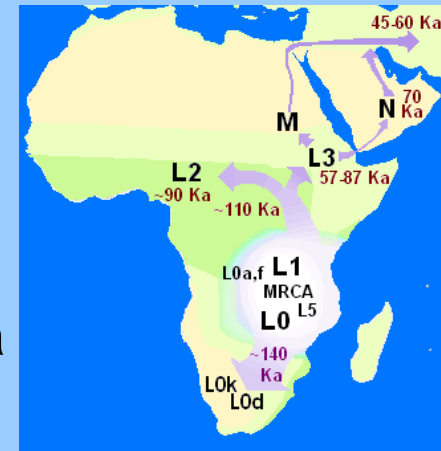 45-60 Ka
M
N 70
Ka
L3
57-87 Ka
L2
~90 Ka
~110 Ka
L0a,f L1
MRCA
L5
L0
~140
Ka
L0k
L0d